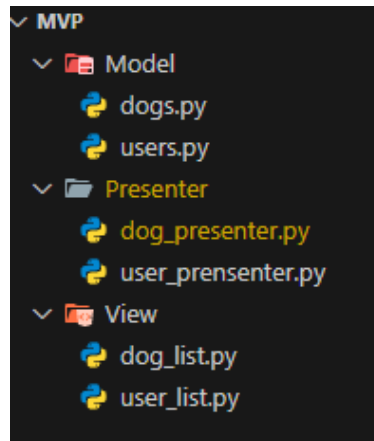 MVP
Model
dogs.py
users.py
Presenter
dog_presenter.py
user_prensenter.py
View
dog_list.py
user_list.py